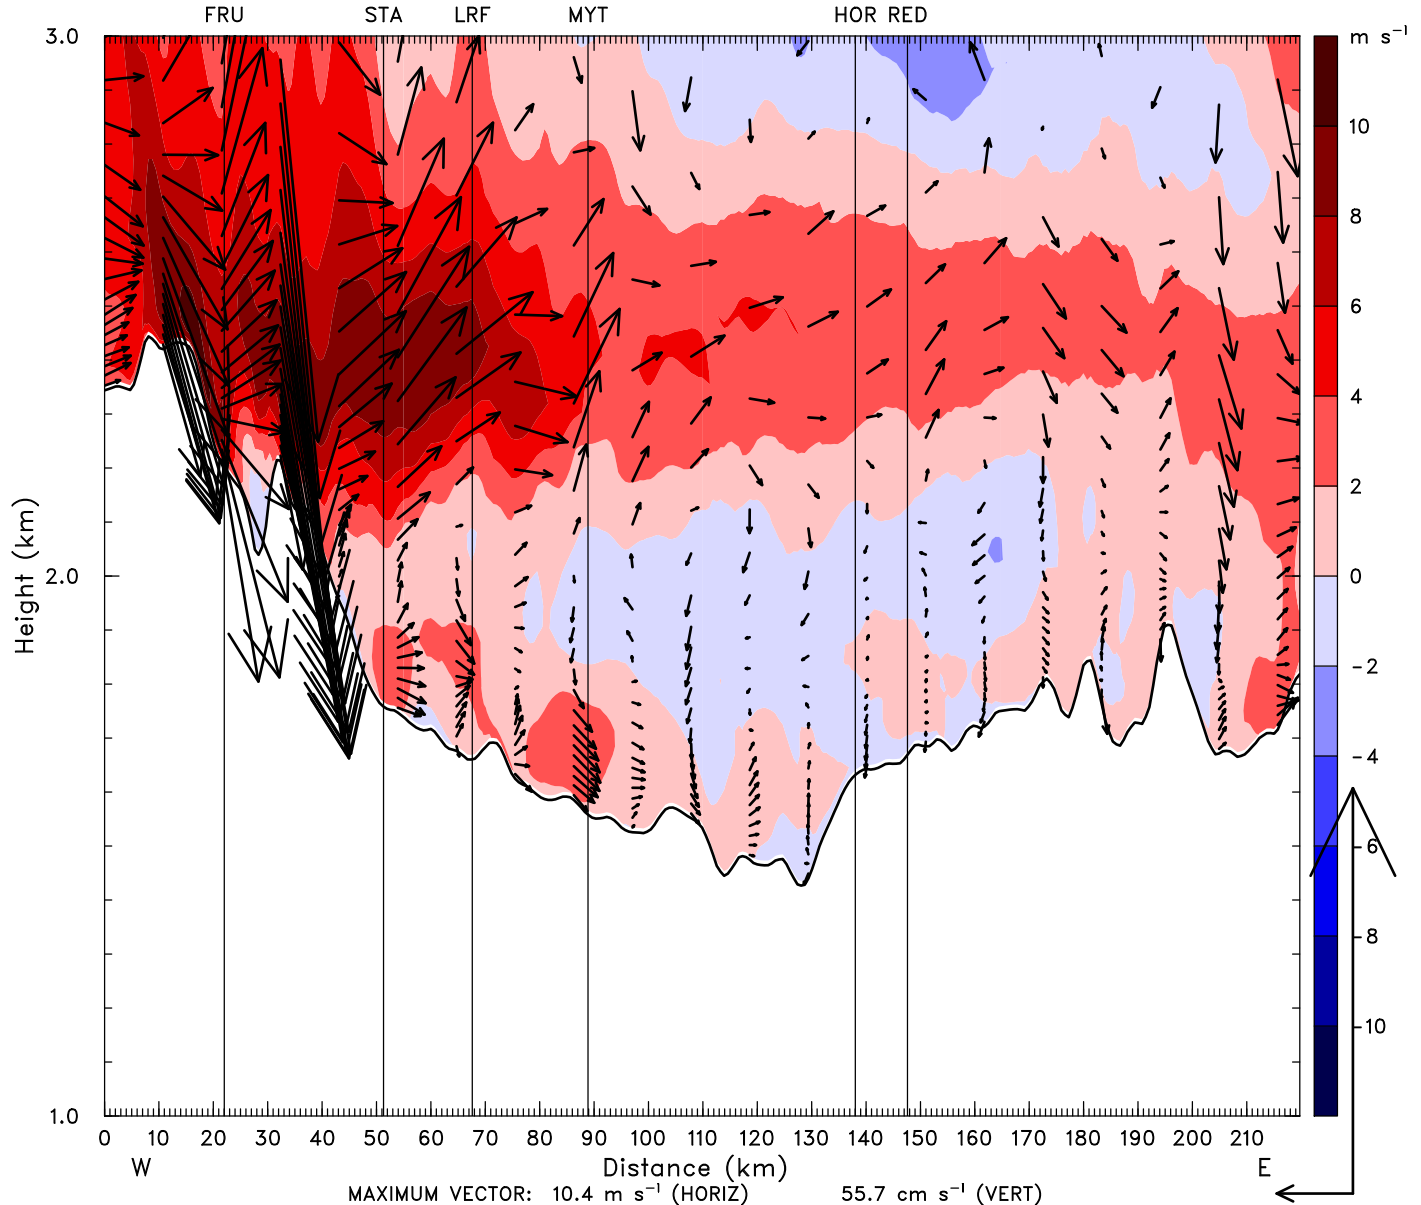 FRU STA LRF MYT HOR RED
m s⁻¹
3.0
2.0
1.0
Height (km)
10
8
6
4
2
0
-2
-4
-6
-8
-10
0 10 20 30 40 50 60 70 80 90 100 110 120 130 140 150 160 170 180 190 200 210
W Distance (km) E
MAXIMUM VECTOR: 10.4 m s⁻¹ (HORIZ) 55.7 cm s⁻¹ (VERT)